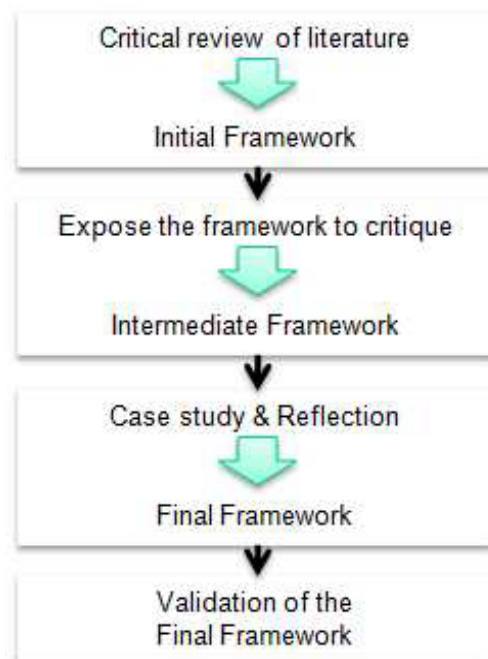 Critical review of literature
Initial Framework
Expose the framework to critique
Intermediate Framework
Case study & Reflection
Final Framework
Validation of the
Final Framework